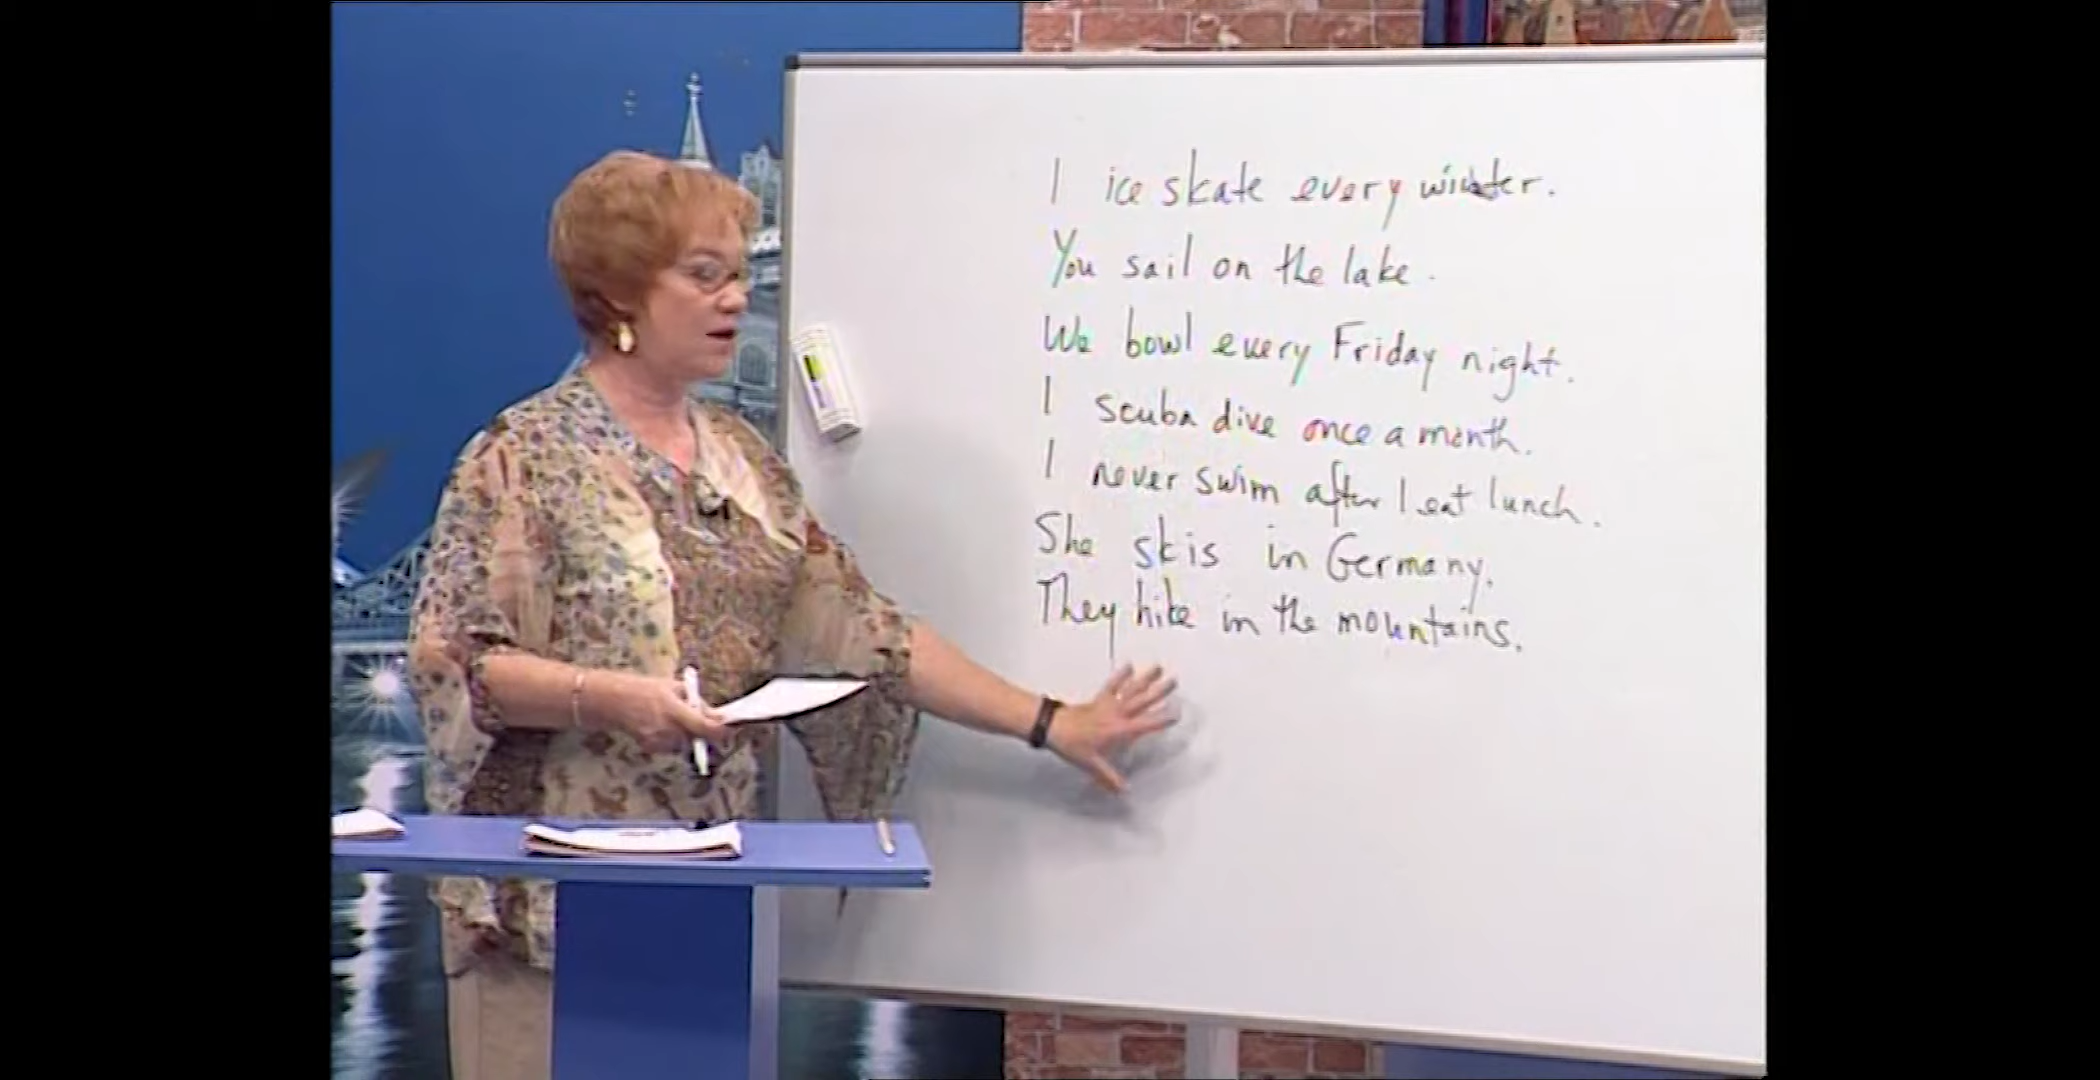 I ice skate every winter.
You sail on the lake.
We bowl every Friday night.
I scuba dive once a month.
I never swim after I eat lunch.
She skis in Germany.
They hike in the mountains.